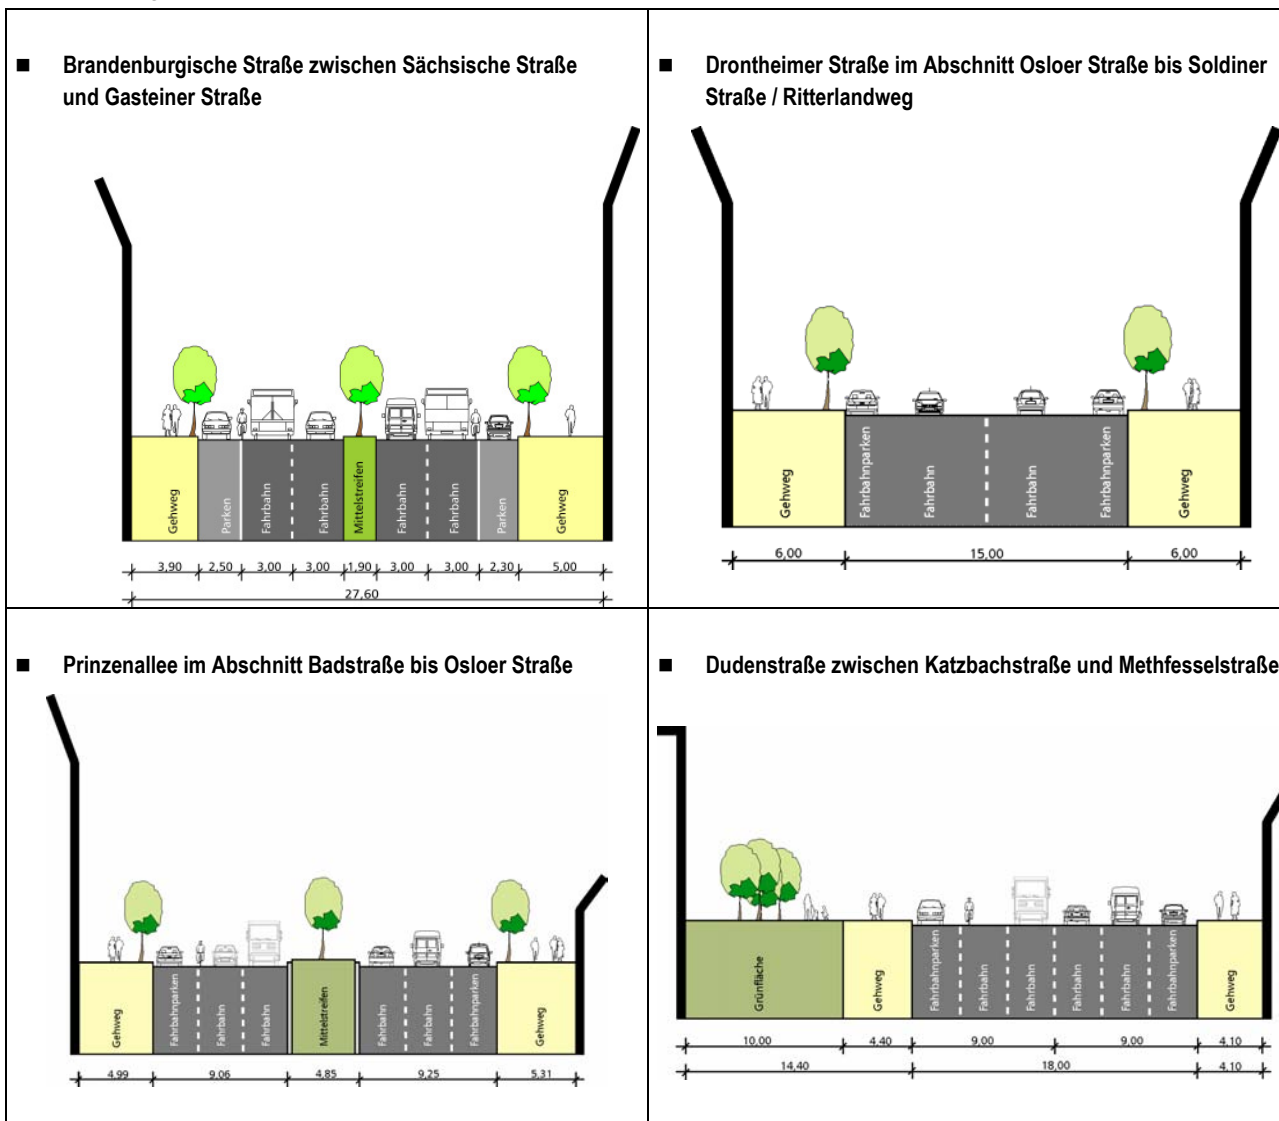 ■ Brandenburgische Straße zwischen Sächsische Straße
und Gasteiner Straße
Gehweg
Parken
Fahrbahn
Fahrbahn
Mittelstreifen
Fahrbahn
Fahrbahn
Parken
Gehweg
3,90 2,50 3,00 3,00 1,90 3,00 3,00 2,30 5,00
27,60
■ Drontheimer Straße im Abschnitt Osloer Straße bis Soldiner
Straße / Ritterlandweg
Gehweg
Fahrbahnparken
Fahrbahn
Fahrbahn
Fahrbahnparken
Gehweg
6,00 15,00 6,00
■ Prinzenallee im Abschnitt Badstraße bis Osloer Straße
Gehweg
Fahrbahnparken
Fahrbahn
Fahrbahn
Mittelstreifen
Fahrbahn
Fahrbahn
Fahrbahnparken
Gehweg
4,99 9,06 4,85 9,25 5,31
■ Dudenstraße zwischen Katzbachstraße und Methfesselstraße
Grünfläche
Gehweg
Fahrbahnparken
Fahrbahn
Fahrbahn
Fahrbahn
Fahrbahn
Fahrbahnparken
Gehweg
10,00 4,40 9,00 9,00 4,10
14,40 18,00 4,10